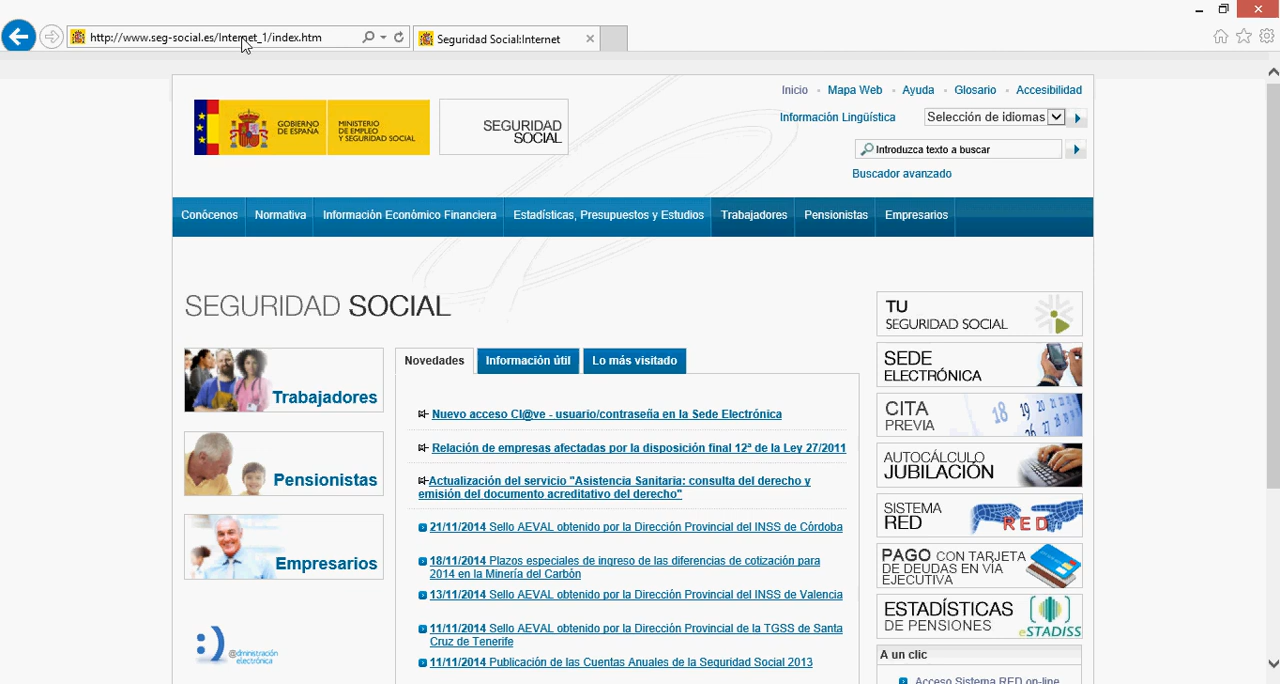 http://www.seg-social.es/Internet_1/index.htm
Seguridad Social:Internet
Inicio
Mapa Web
Ayuda
Glosario
Accesibilidad
Información Lingüística
Selección de idiomas
GOBIERNO
DE ESPAÑA
MINISTERIO
DE EMPLEO
Y SEGURIDAD SOCIAL
SEGURIDAD
SOCIAL
Introduzca texto a buscar
Buscador avanzado
Conócenos
Normativa
Información Económico Financiera
Estadísticas, Presupuestos y Estudios
Trabajadores
Pensionistas
Empresarios
SEGURIDAD SOCIAL
Trabajadores
Pensionistas
Empresarios
@dministración
electrónica
Novedades
Información útil
Lo más visitado
Nuevo acceso Cl@ve - usuario/contraseña en la Sede Electrónica
Relación de empresas afectadas por la disposición final 12ª de la Ley 27/2011
Actualización del servicio "Asistencia Sanitaria: consulta del derecho y
emisión del documento acreditativo del derecho"
21/11/2014 Sello AEVAL obtenido por la Dirección Provincial del INSS de Córdoba
18/11/2014 Plazos especiales de ingreso de las diferencias de cotización para
2014 en la Minería del Carbón
13/11/2014 Sello AEVAL obtenido por la Dirección Provincial del INSS de Valencia
11/11/2014 Sello AEVAL obtenido por la Dirección Provincial de la TGSS de Santa
Cruz de Tenerife
11/11/2014 Publicación de las Cuentas Anuales de la Seguridad Social 2013
TU
SEGURIDAD SOCIAL
SEDE
ELECTRÓNICA
CITA
PREVIA
18 19 20 21
25 26 27 28
AUTOCÁLCULO
JUBILACIÓN
SISTEMA
RED
RED
PAGO CON TARJETA
DE DEUDAS EN VÍA
EJECUTIVA
ESTADÍSTICAS
DE PENSIONES
eSTADISS
A un clic
Acceso Sistema RED on-line